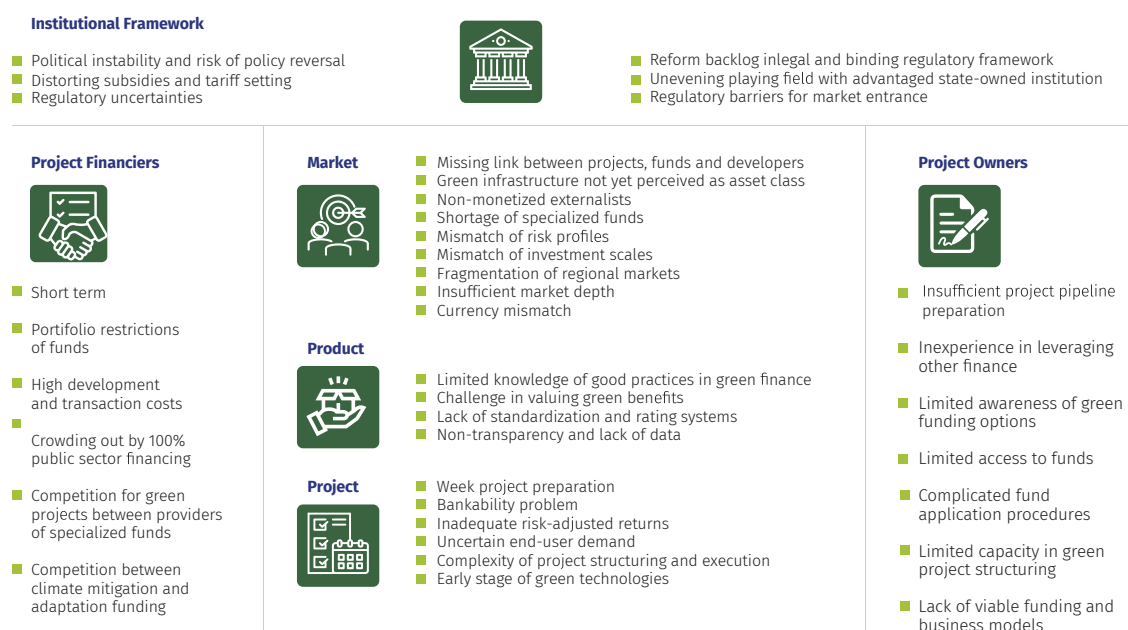 Institutional Framework
Political instability and risk of policy reversal
Distorting subsidies and tariff setting
Regulatory uncertainties
Reform backlog inlegal and binding regulatory framework
Unevening playing field with advantaged state-owned institution
Regulatory barriers for market entrance
Project Financiers
Short term
Portifolio restrictions
of funds
High development
and transaction costs
Crowding out by 100%
public sector financing
Competition for green
projects between providers
of specialized funds
Competition between
climate mitigation and
adaptation funding
Market
Missing link between projects, funds and developers
Green infrastructure not yet perceived as asset class
Non-monetized externalists
Shortage of specialized funds
Mismatch of risk profiles
Mismatch of investment scales
Fragmentation of regional markets
Insufficient market depth
Currency mismatch
Product
Limited knowledge of good practices in green finance
Challenge in valuing green benefits
Lack of standardization and rating systems
Non-transparency and lack of data
Project
Week project preparation
Bankability problem
Inadequate risk-adjusted returns
Uncertain end-user demand
Complexity of project structuring and execution
Early stage of green technologies
Project Owners
Insufficient project pipeline
preparation
Inexperience in leveraging
other finance
Limited awareness of green
funding options
Limited access to funds
Complicated fund
application procedures
Limited capacity in green
project structuring
Lack of viable funding and
business models